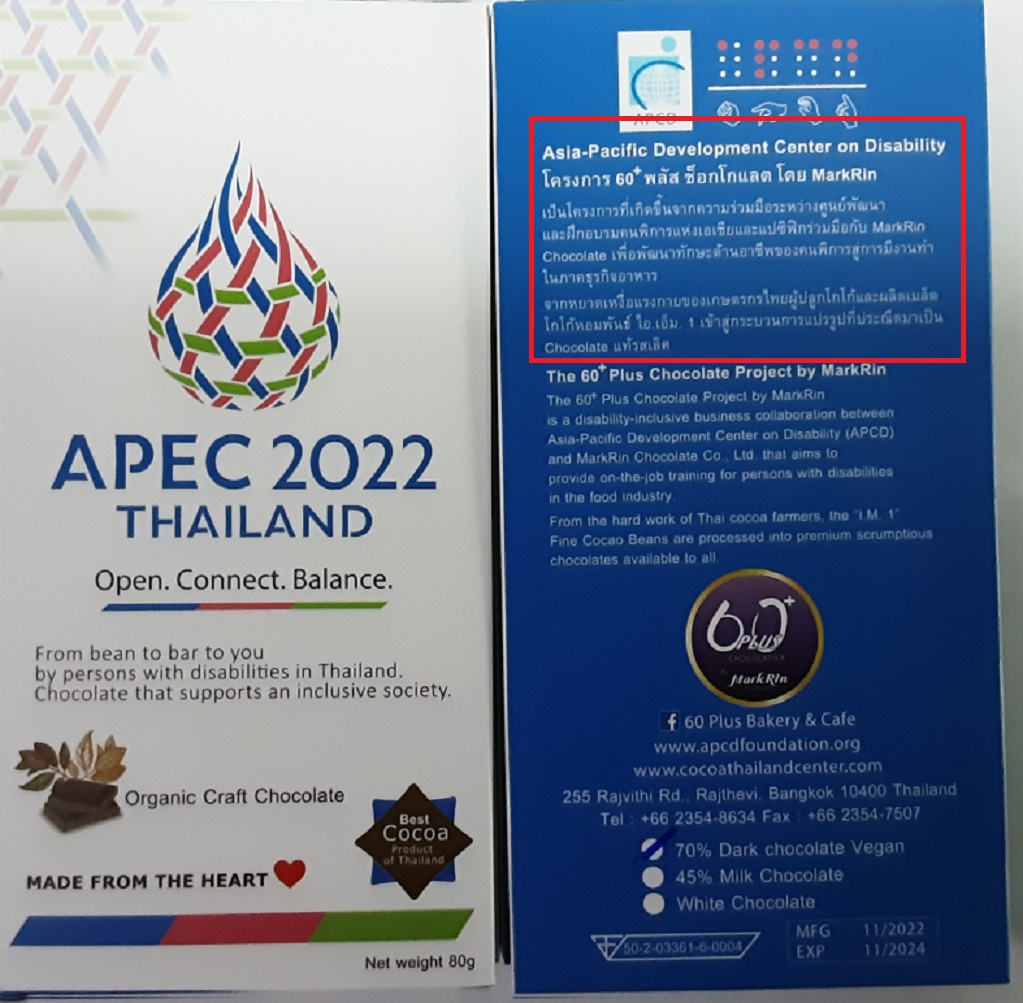 APEC 2022
THAILAND
Open. Connect. Balance.
From bean to bar to you
by persons with disabilities in Thailand.
Chocolate that supports an inclusive society.
Organic Craft Chocolate
Best
Cocoa
Product
of Thailand
MADE FROM THE HEART
Net weight 80g
APCD
Asia-Pacific Development Center on Disability
โครงการ 60⁺ พลัส ช็อกโกแลต โดย MarkRin
เป็นโครงการที่เกิดขึ้นจากความร่วมมือระหว่างศูนย์พัฒนา
และฝึกอบรมคนพิการแห่งเอเชียและแปซิฟิกร่วมมือกับ MarkRin
Chocolate เพื่อพัฒนาทักษะด้านอาชีพของคนพิการสู่การมีงานทำ
ในภาคธุรกิจอาหาร
จากหยาดเหงื่อแรงกายของเกษตรกรไทยผู้ปลูกโกโก้และผลิตเมล็ด
โกโก้หอมพันธุ์ ไอ.เอ็ม. 1 เข้าสู่กระบวนการแปรรูปที่ประณีตมาเป็น
Chocolate แท้รสเลิศ
The 60⁺ Plus Chocolate Project by MarkRin
The 60⁺ Plus Chocolate Project by MarkRin
is a disability-inclusive business collaboration between
Asia-Pacific Development Center on Disability (APCD)
and MarkRin Chocolate Co., Ltd. that aims to
provide on-the-job training for persons with disabilities
in the food industry.
From the hard work of Thai cocoa farmers, the "I.M. 1"
Fine Cocao Beans are processed into premium scrumptious
chocolates available to all.
60+
PLUS
CHOCOLATIER
by MarkRin
60 Plus Bakery & Cafe
www.apcdfoundation.org
www.cocoathailandcenter.com
255 Rajvithi Rd., Rajthevi, Bangkok 10400 Thailand
Tel : +66 2354-8634 Fax : +66 2354-7507
70% Dark chocolate Vegan
45% Milk Chocolate
White Chocolate
50-2-03361-6-0004
MFG 11/2022
EXP 11/2024